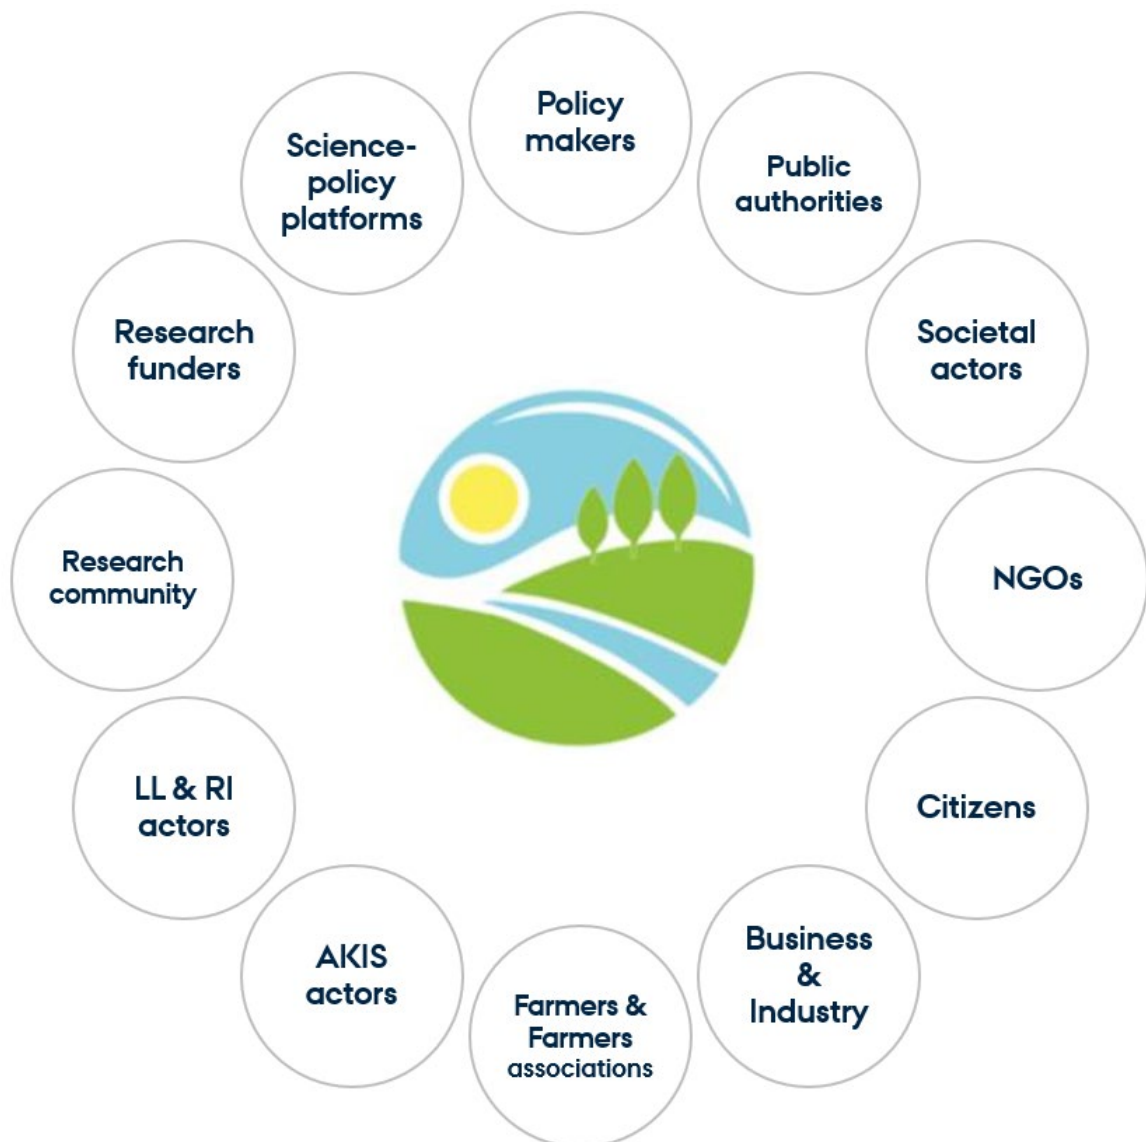 Policy
makers
Public
authorities
Societal
actors
NGOs
Citizens
Business
&
Industry
Farmers &
Farmers
associations
AKIS
actors
LL & RI
actors
Research
community
Research
funders
Science-
policy
platforms